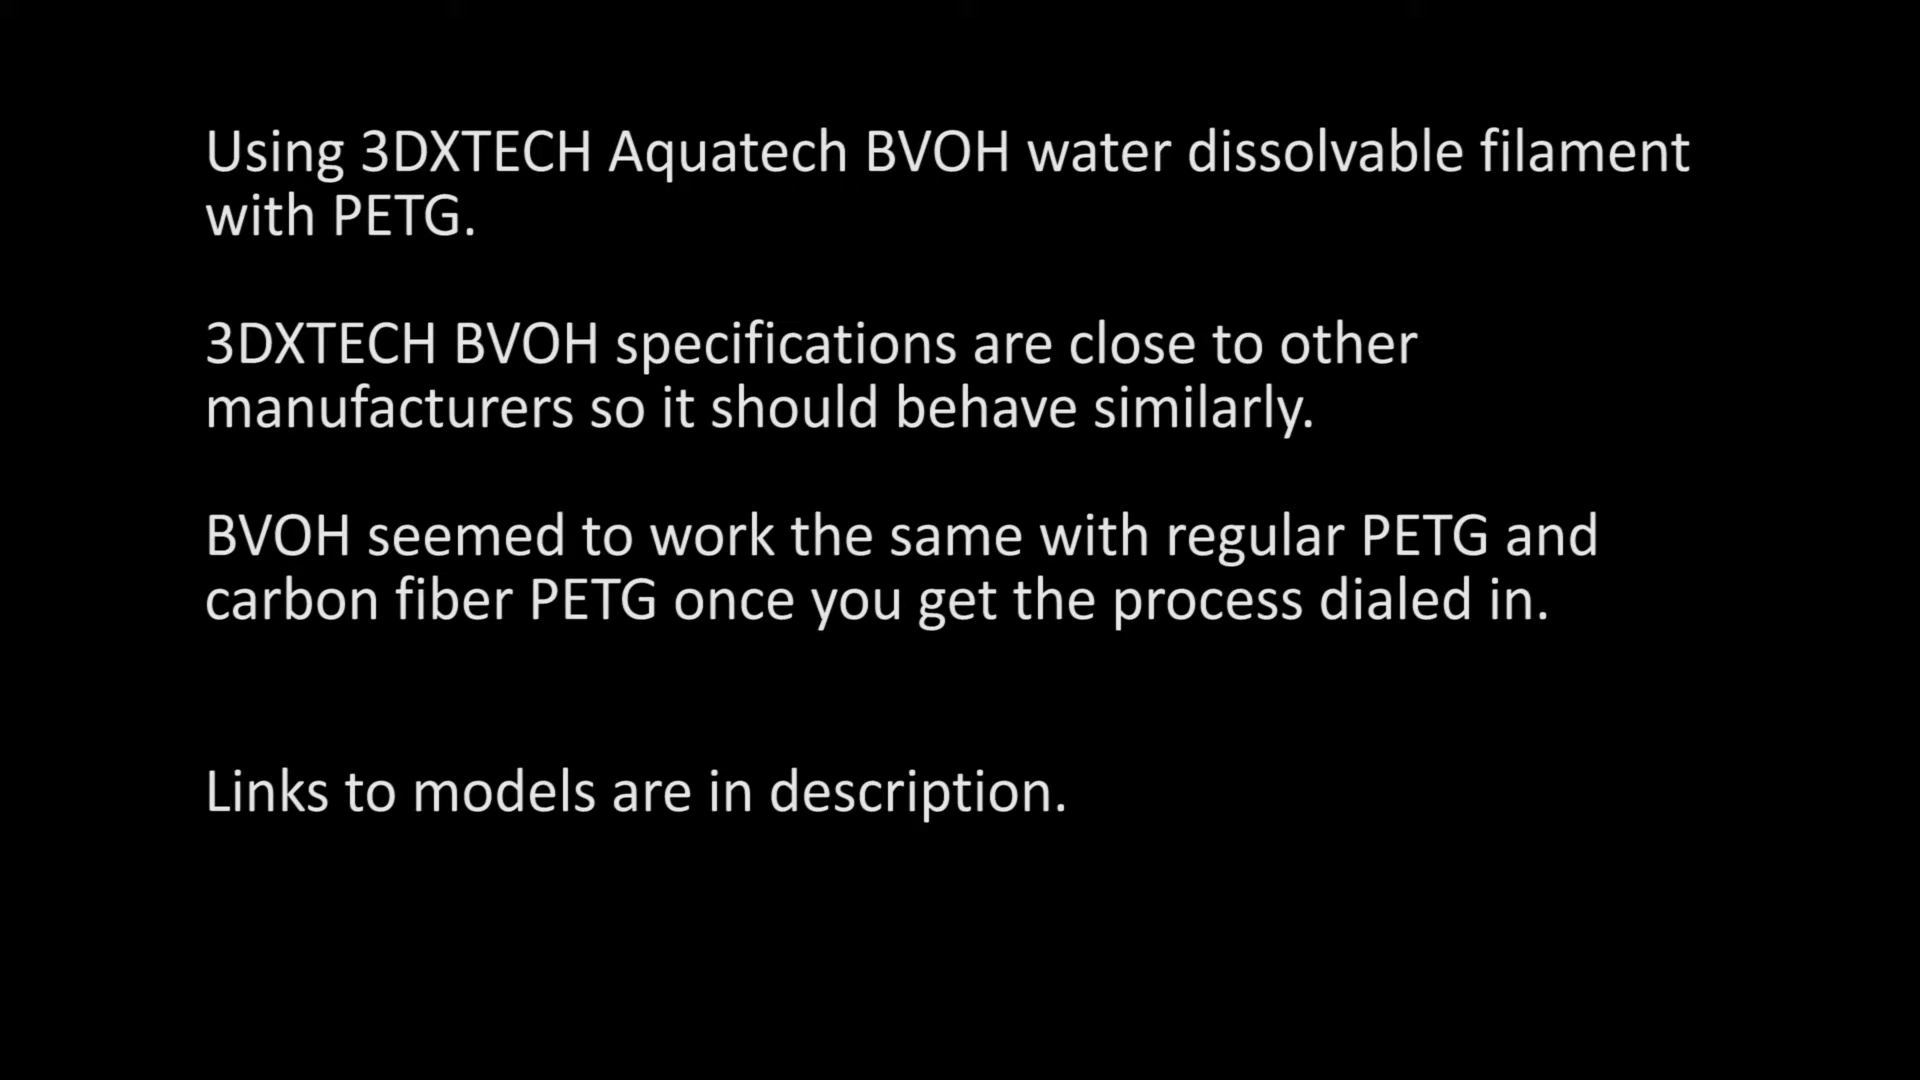 Using 3DXTECH Aquatech BVOH water dissolvable filament
with PETG.
3DXTECH BVOH specifications are close to other
manufacturers so it should behave similarly.
BVOH seemed to work the same with regular PETG and
carbon fiber PETG once you get the process dialed in.
Links to models are in description.